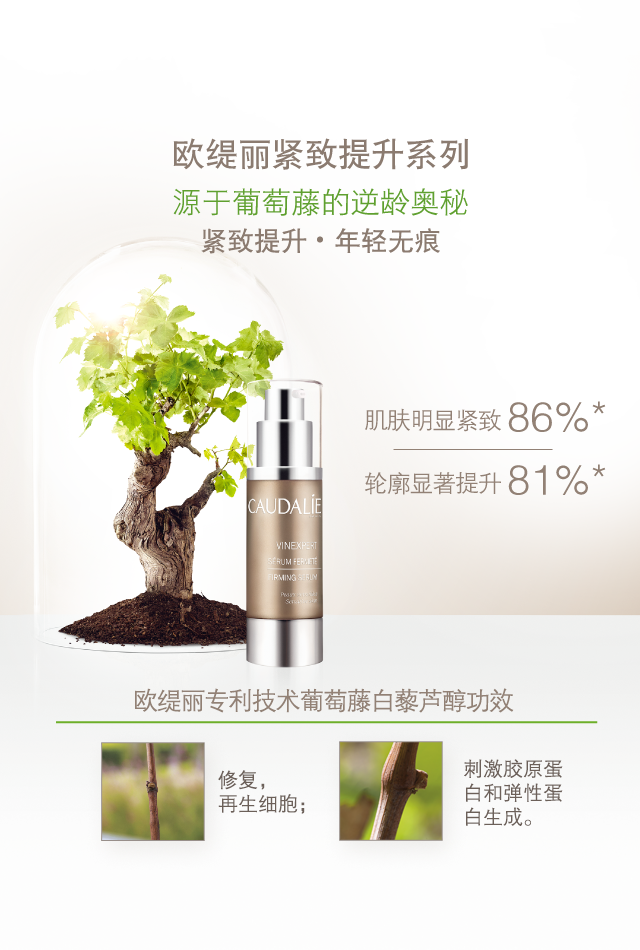 欧缇丽紧致提升系列
源于葡萄藤的逆龄奥秘
紧致提升·年轻无痕
肌肤明显紧致 86%*
轮廓显著提升 81%*
CAUDALÍE
VINEXPERT
SÉRUM FERMETÉ
FIRMING SERUM
欧缇丽专利技术葡萄藤白藜芦醇功效
修复，
再生细胞；
刺激胶原蛋
白和弹性蛋
白生成。